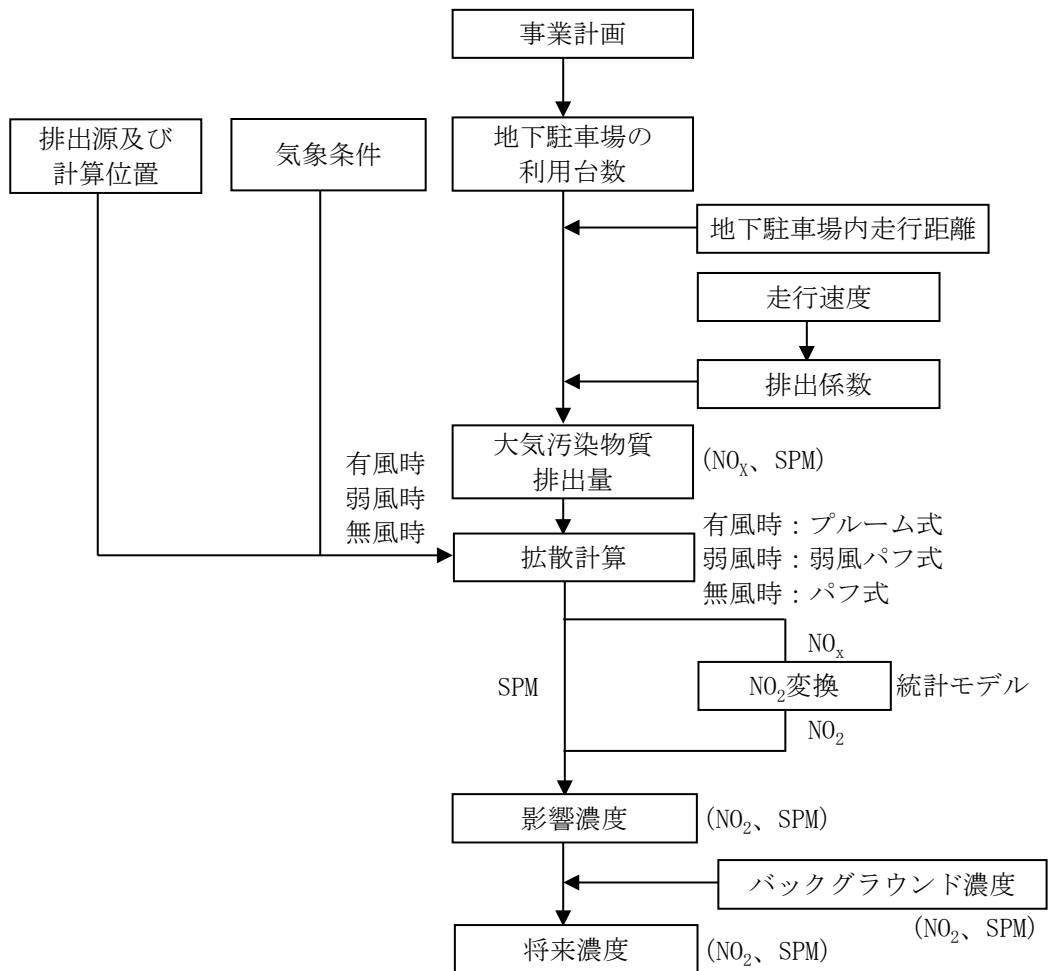 事業計画
排出源及び
計算位置
気象条件
地下駐車場の
利用台数
地下駐車場内走行距離
走行速度
排出係数
大気汚染物質
排出量
(NOX、SPM)
有風時
弱風時
無風時
拡散計算
有風時：プルーム式
弱風時：弱風パフ式
無風時：パフ式
NOx
SPM
NO2変換
統計モデル
NO2
影響濃度
(NO2、SPM)
バックグラウンド濃度
(NO2、SPM)
将来濃度
(NO2、SPM)